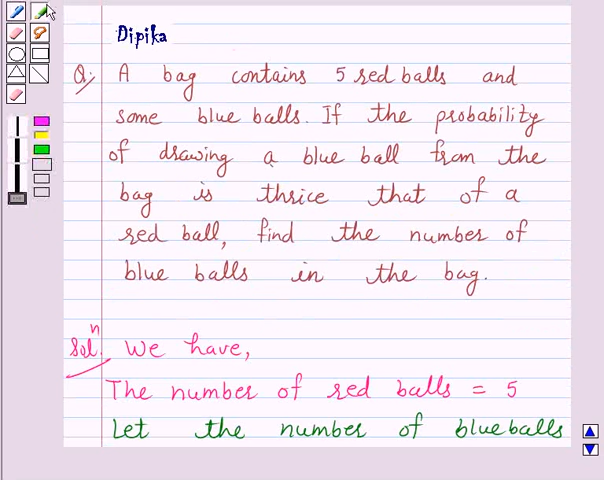 Dipika
Q: A bag contains 5 red balls and
some blue balls. If the probability
of drawing a blue ball from the
bag is thrice that of a
red ball, find the number of
blue balls in the bag.
Solⁿ. We have,
The number of red balls = 5
Let the number of blue balls